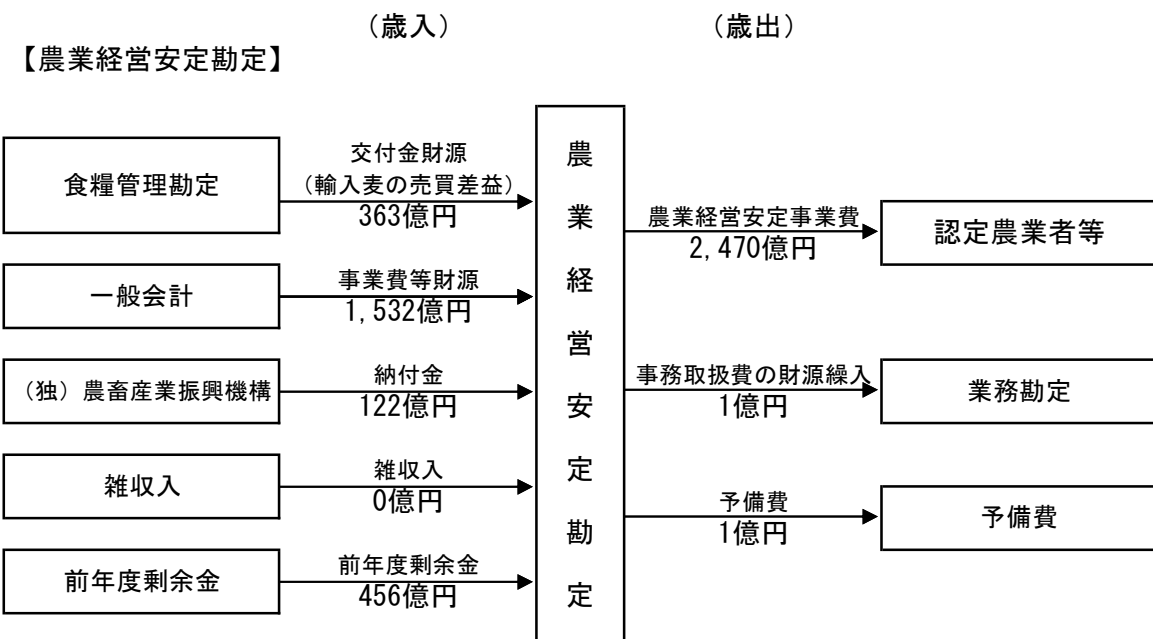 （歳入）
（歳出）
【農業経営安定勘定】
食糧管理勘定
交付金財源
（輸入麦の売買差益）
363億円
一般会計
事業費等財源
1,532億円
（独）農畜産業振興機構
納付金
122億円
雑収入
雑収入
0億円
前年度剰余金
前年度剰余金
456億円
農業経営安定勘定
農業経営安定事業費
2,470億円
認定農業者等
事務取扱費の財源繰入
1億円
業務勘定
予備費
1億円
予備費